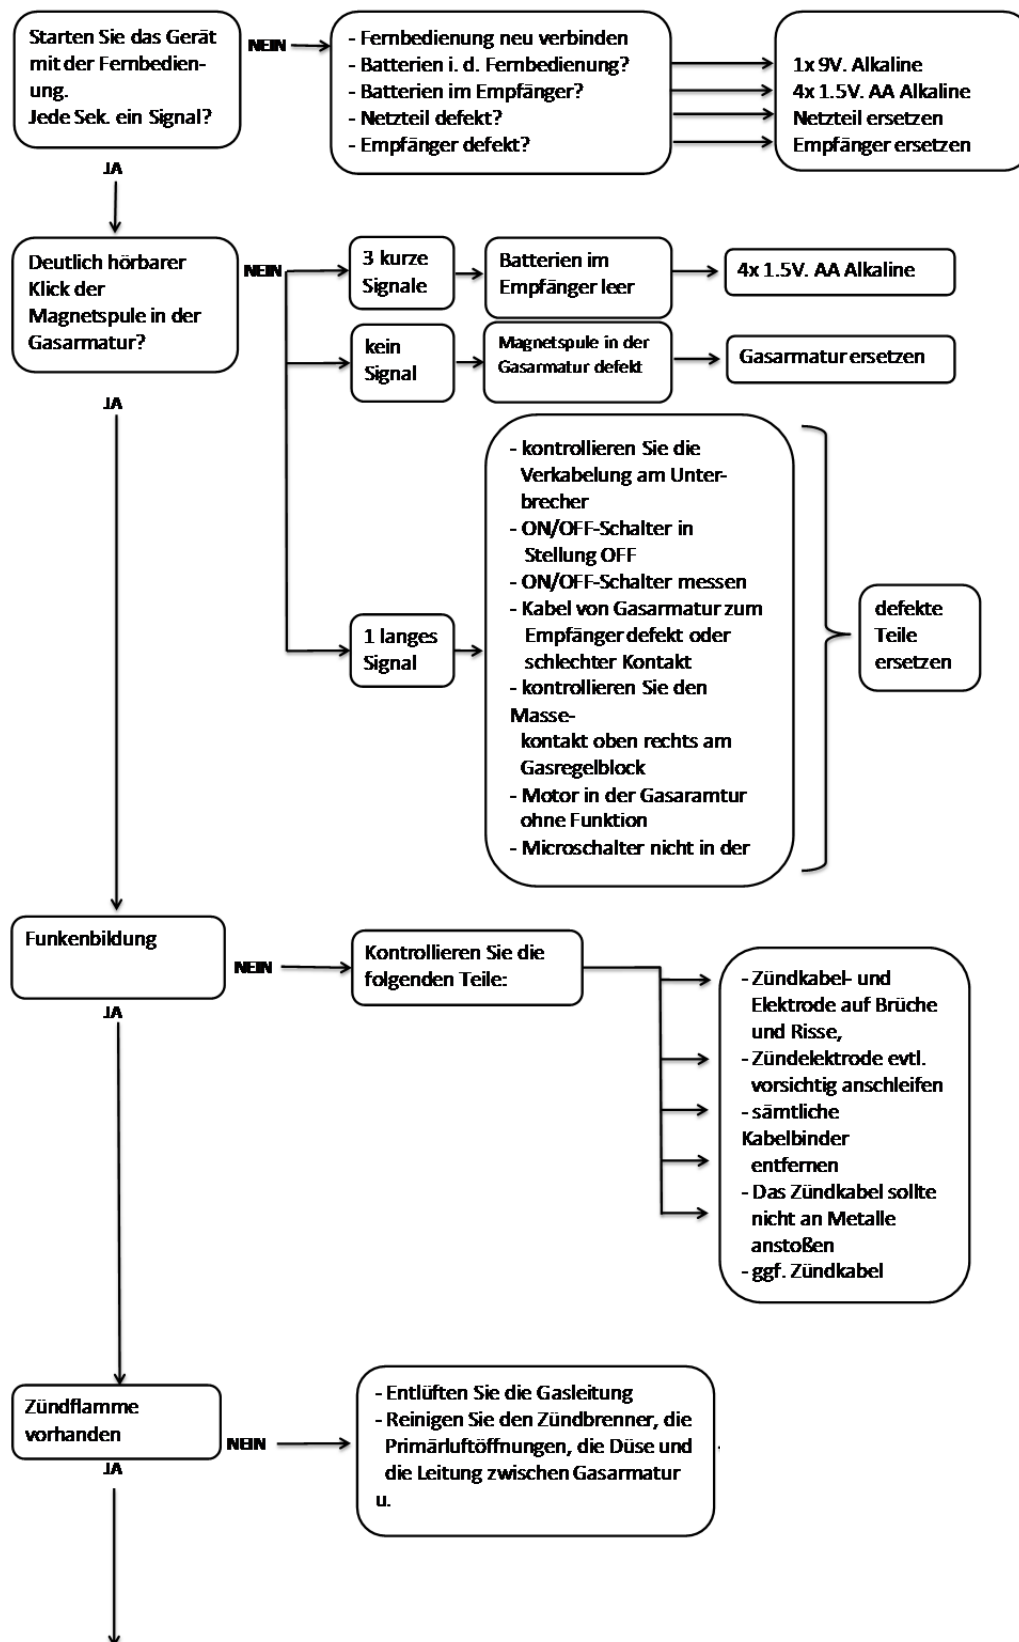 Starten Sie das Gerät
mit der Fernbedien-
ung.
Jede Sek. ein Signal?
NEIN
- Fernbedienung neu verbinden
- Batterien i. d. Fernbedienung?
- Batterien im Empfänger?
- Netzteil defekt?
- Empfänger defekt?
1x 9V. Alkaline
4x 1.5V. AA Alkaline
Netzteil ersetzen
Empfänger ersetzen
JA
Deutlich hörbarer
Klick der
Magnetspule in der
Gasarmatur?
NEIN
3 kurze
Signale
Batterien im
Empfänger leer
4x 1.5V. AA Alkaline
kein
Signal
Magnetspule in der
Gasarmatur defekt
Gasarmatur ersetzen
JA
1 langes
Signal
- kontrollieren Sie die
Verkabelung am Unter-
brecher
- ON/OFF-Schalter in
Stellung OFF
- ON/OFF-Schalter messen
- Kabel von Gasarmatur zum
Empfänger defekt oder
schlechter Kontakt
- kontrollieren Sie den
Masse-
kontakt oben rechts am
Gasregelblock
- Motor in der Gasaramtur
ohne Funktion
- Microschalter nicht in der
defekte
Teile
ersetzen
Funkenbildung
NEIN
Kontrollieren Sie die
folgenden Teile:
- Zündkabel- und
Elektrode auf Brüche
und Risse,
- Zündelektrode evtl.
vorsichtig anschleifen
- sämtliche
Kabelbinder
entfernen
- Das Zündkabel sollte
nicht an Metalle
anstoßen
- ggf. Zündkabel
JA
Zündflamme
vorhanden
NEIN
- Entlüften Sie die Gasleitung
- Reinigen Sie den Zündbrenner, die
Primärluftöffnungen, die Düse und
die Leitung zwischen Gasarmatur
u.
JA